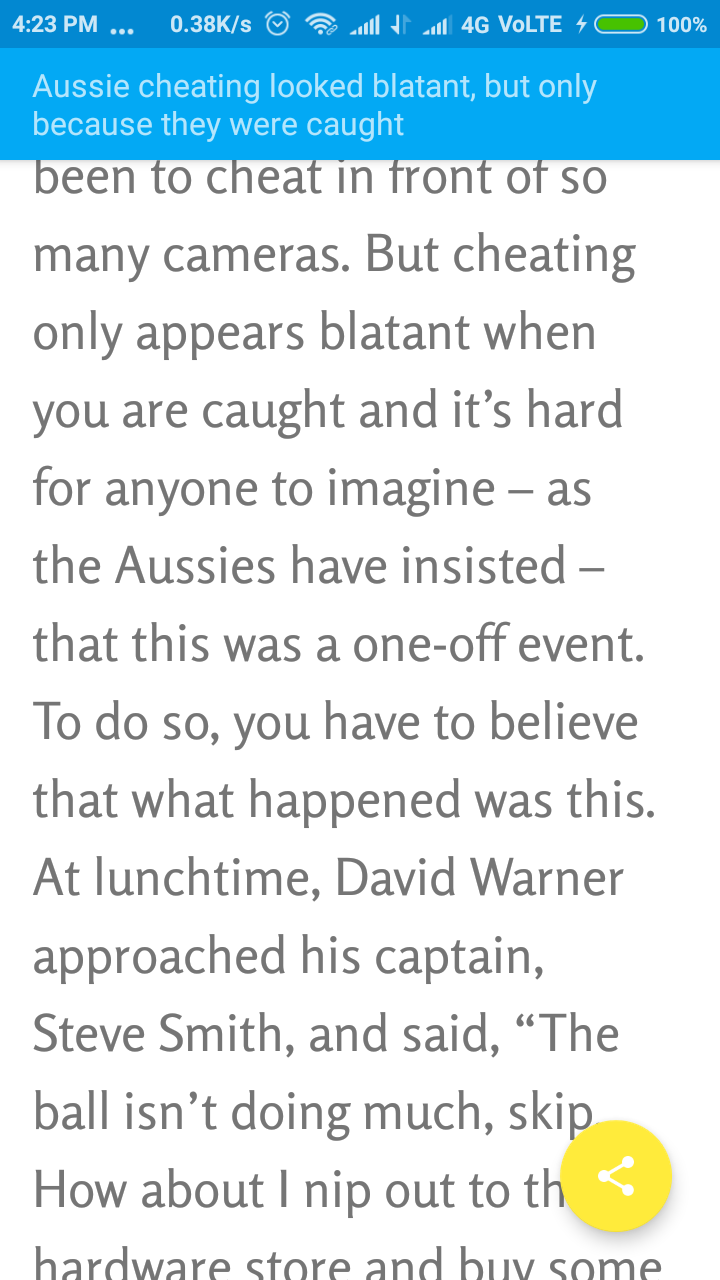 4:23 PM ... 0.38K/s 4G VoLTE 100%
Aussie cheating looked blatant, but only
because they were caught
been to cheat in front of so
many cameras. But cheating
only appears blatant when
you are caught and it’s hard
for anyone to imagine – as
the Aussies have insisted –
that this was a one-off event.
To do so, you have to believe
that what happened was this.
At lunchtime, David Warner
approached his captain,
Steve Smith, and said, “The
ball isn’t doing much, skip.
How about I nip out to th
hardware store and buy some